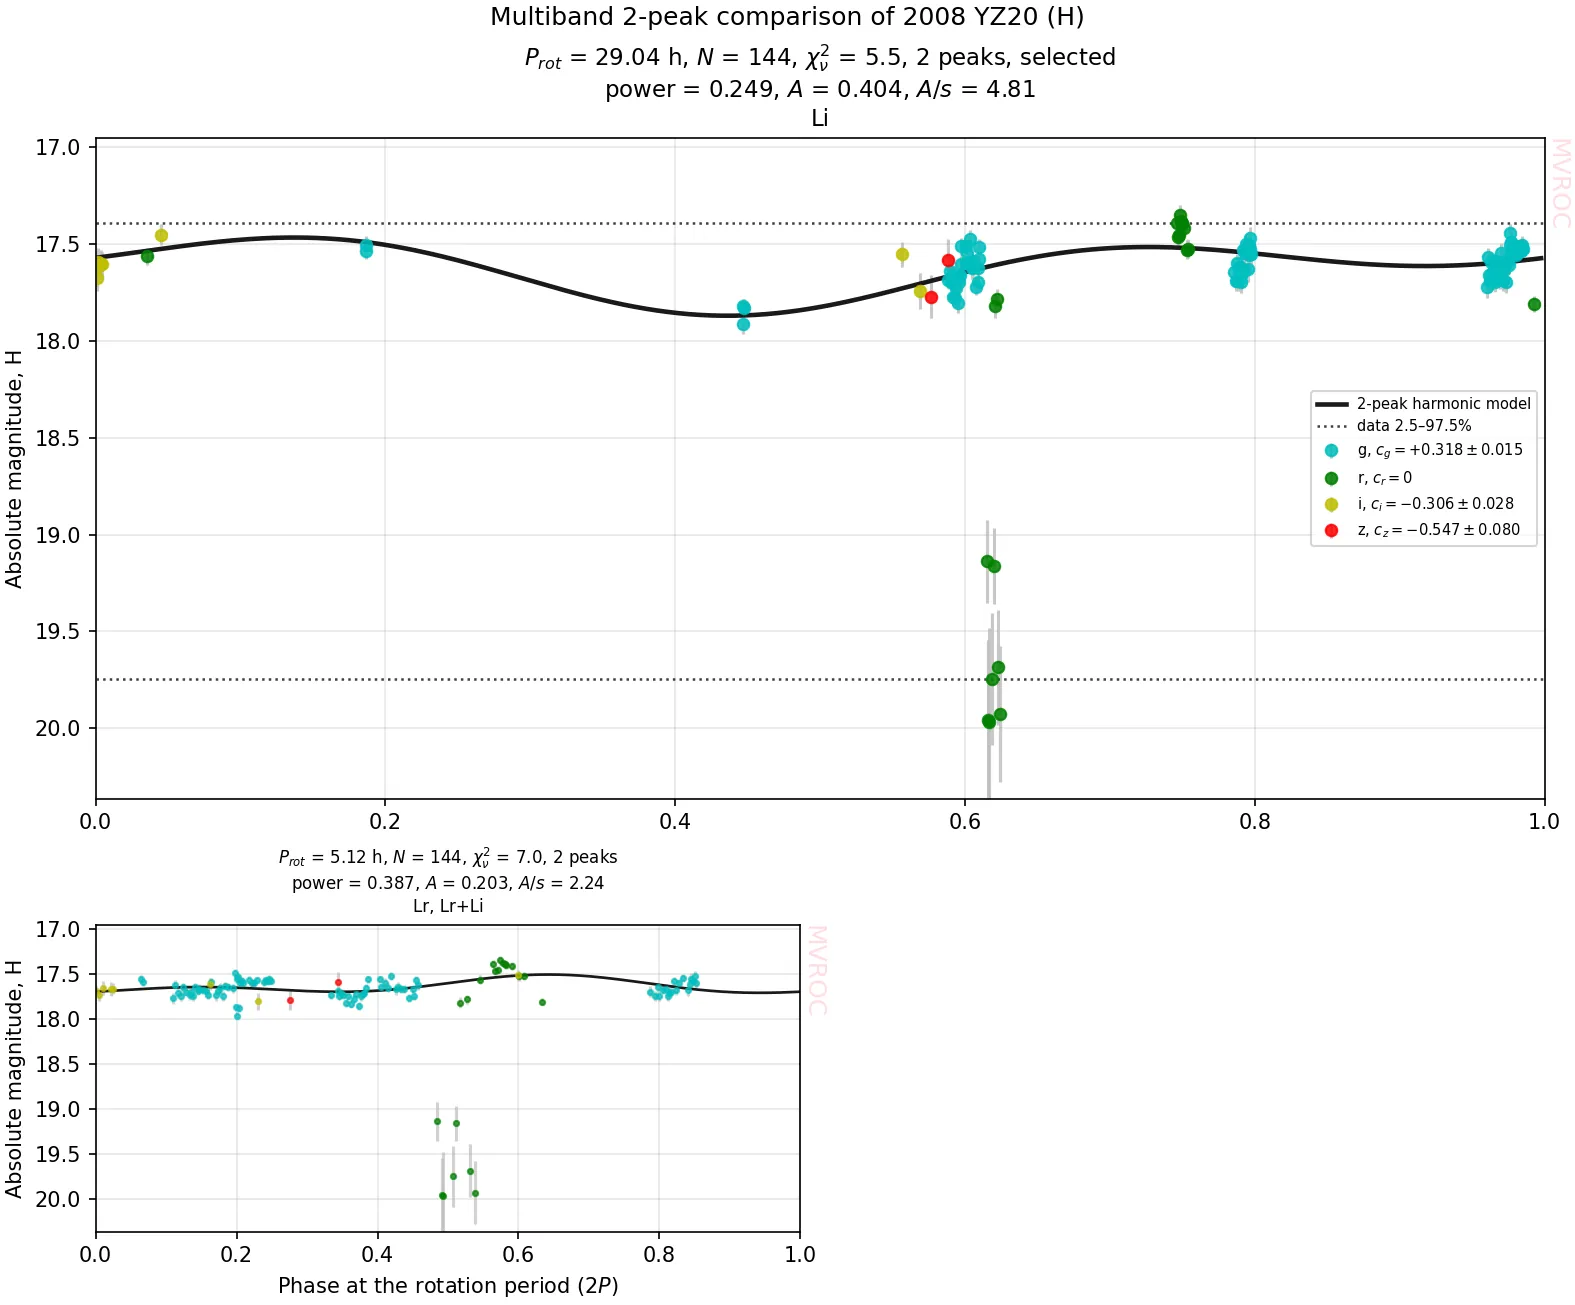 Multiband 2-peak comparison of 2008 YZ20 (H)
P_rot = 29.04 h, N = 144, χ²_ν = 5.5, 2 peaks, selected
power = 0.249, A = 0.404, A/s = 4.81
Li
17.0
17.5
18.0
18.5
19.0
19.5
20.0
Absolute magnitude, H
MVROC
2-peak harmonic model
data 2.5–97.5%
g, c_g = +0.318 ± 0.015
r, c_r = 0
i, c_i = −0.306 ± 0.028
z, c_z = −0.547 ± 0.080
0.0 0.2 0.4 0.6 0.8 1.0
P_rot = 5.12 h, N = 144, χ²_ν = 7.0, 2 peaks
power = 0.387, A = 0.203, A/s = 2.24
Lr, Lr+Li
17.0
17.5
18.0
18.5
19.0
19.5
20.0
Absolute magnitude, H
MVROC
0.0 0.2 0.4 0.6 0.8 1.0
Phase at the rotation period (2P)